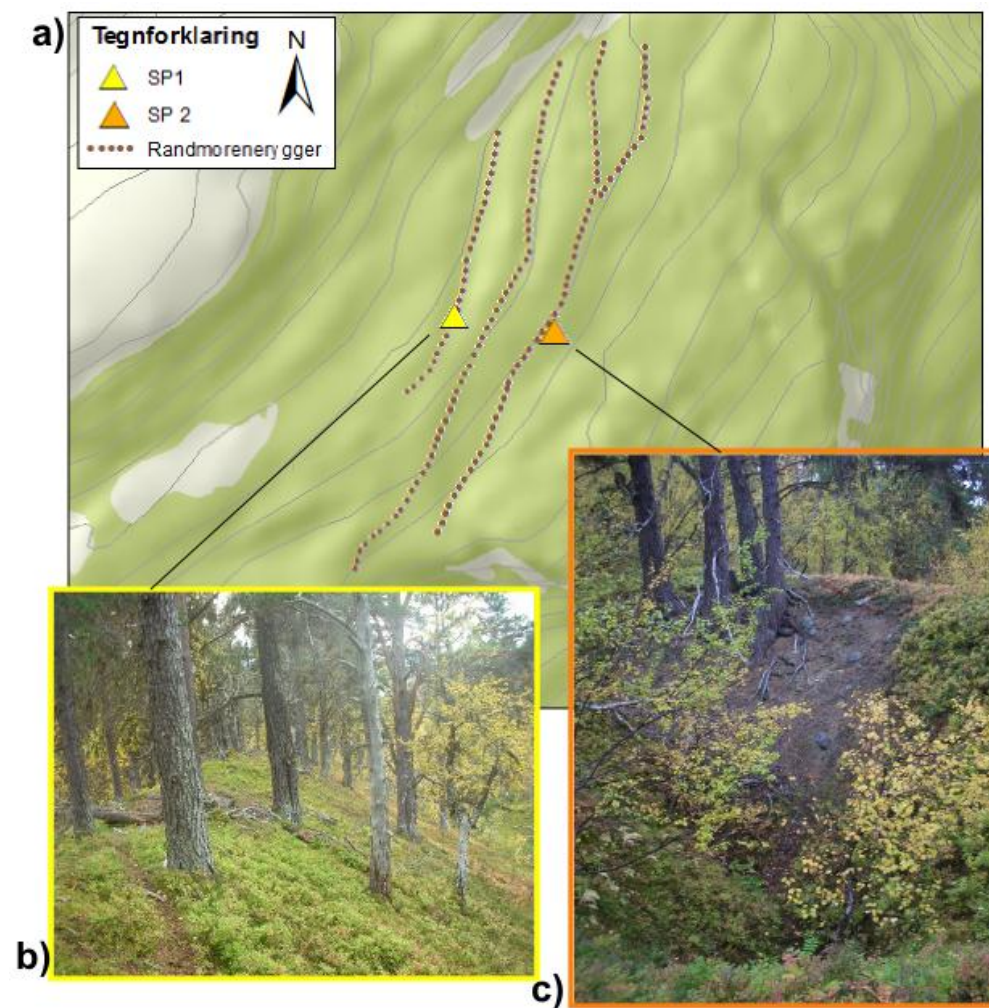 a)
Tegnforklaring
N
SP1
SP 2
Randmorenerygger
b)
c)